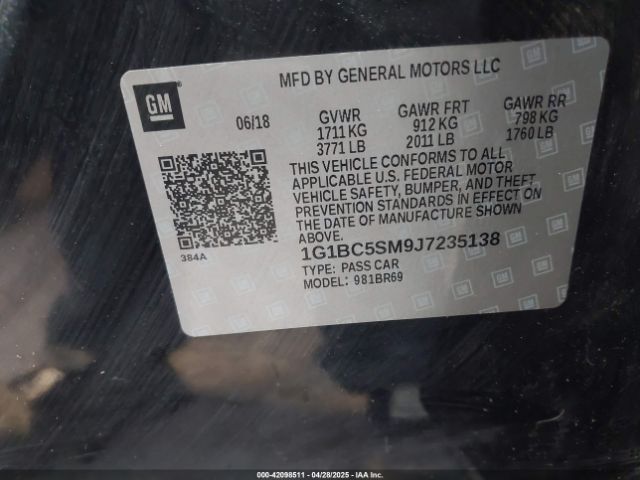 MFD BY GENERAL MOTORS LLC
GM
06/18 GVWR GAWR FRT GAWR RR
1711 KG 912 KG 798 KG
3771 LB 2011 LB 1760 LB
THIS VEHICLE CONFORMS TO ALL
APPLICABLE U.S. FEDERAL MOTOR
VEHICLE SAFETY, BUMPER, AND THEFT
PREVENTION STANDARDS IN EFFECT ON
THE DATE OF MANUFACTURE SHOWN
ABOVE.
384A
1G1BC5SM9J7235138
TYPE: PASS CAR
MODEL: 981BR69
000-42098511 - 04/28/2025 - IAAI.COM